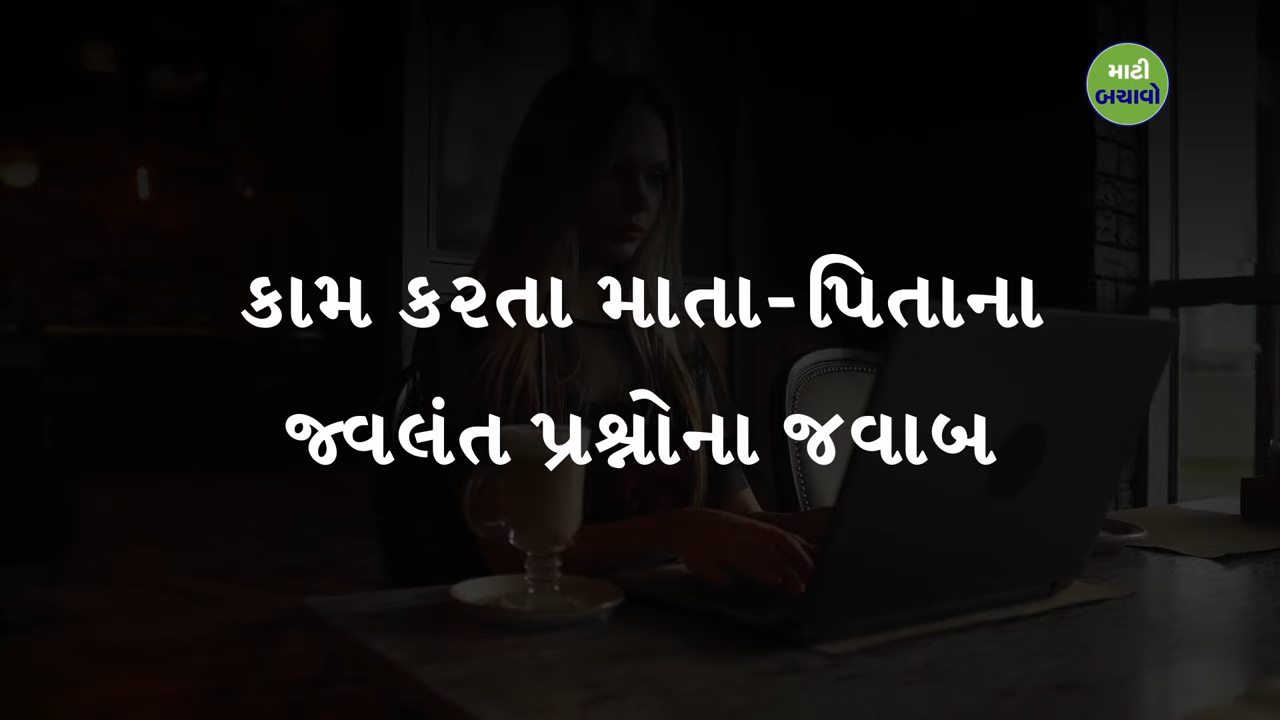 માટી
બચાવો
કામ કરતા માતા-પિતાના
જ્વલંત પ્રશ્નોના જવાબ